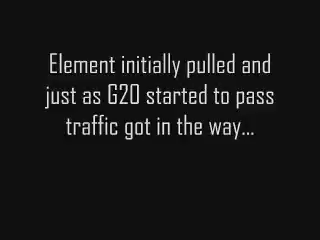 Element initially pulled and
just as G20 started to pass
traffic got in the way...